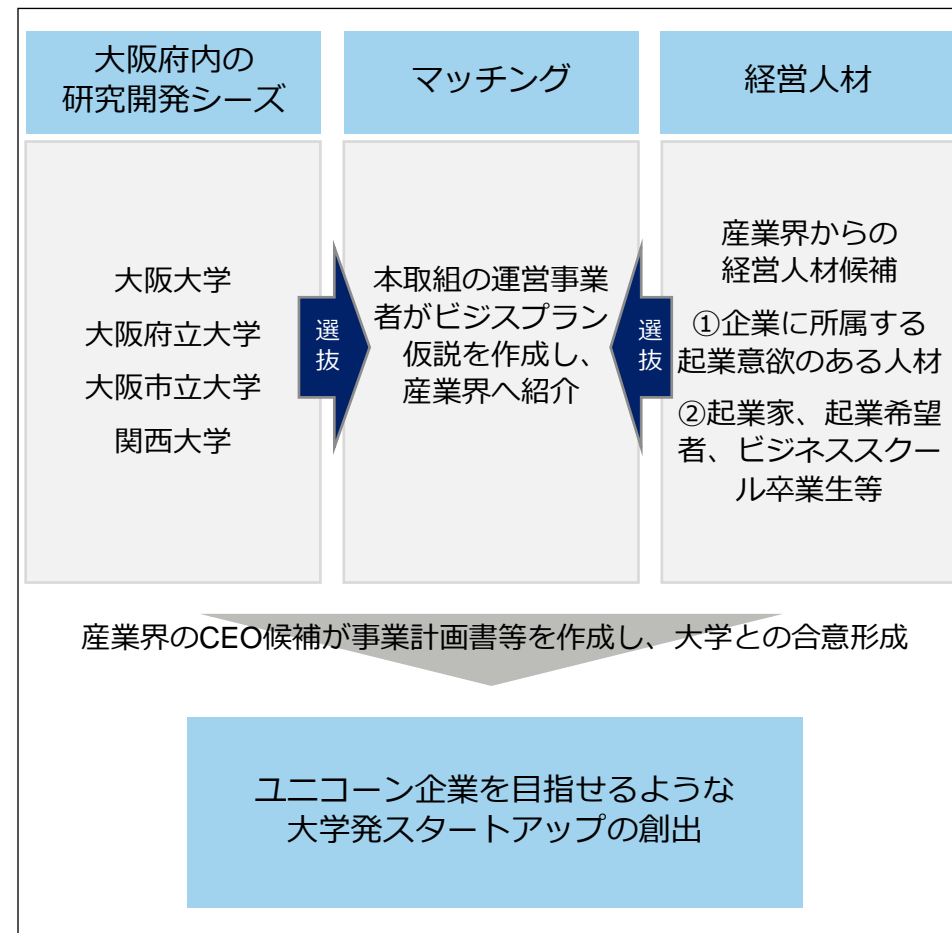 大阪府内の
研究開発シーズ
マッチング
経営人材
大阪大学
大阪府立大学
大阪市立大学
関西大学
選
抜
本取組の運営事業
者がビジスプラン
仮説を作成し、
産業界へ紹介
選
抜
産業界からの
経営人材候補
①企業に所属する
起業意欲のある人材
②起業家、起業希望
者、ビジネススクー
ル卒業生等
産業界のCEO候補が事業計画書等を作成し、大学との合意形成
ユニコーン企業を目指せるような
大学発スタートアップの創出